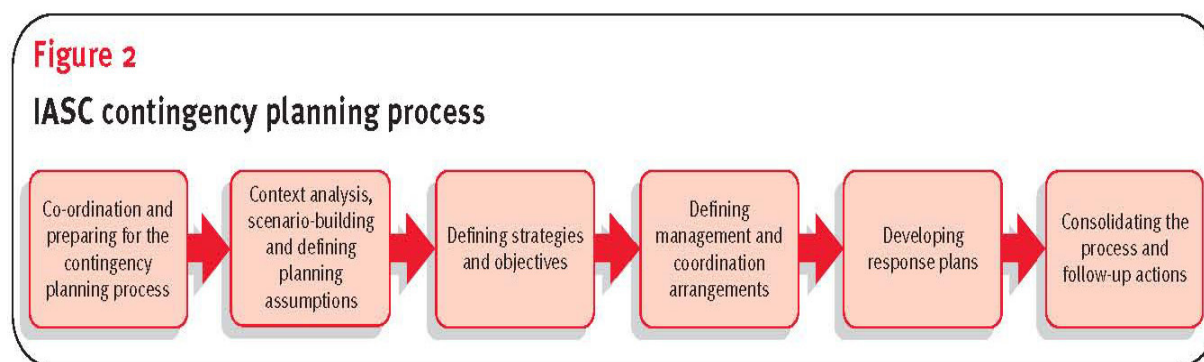 Figure 2
IASC contingency planning process
Co-ordination and
preparing for the
contingency
planning process
Context analysis,
scenario-building
and defining
planning
assumptions
Defining strategies
and objectives
Defining
management and
coordination
arrangements
Developing
response plans
Consolidating the
process and
follow-up actions